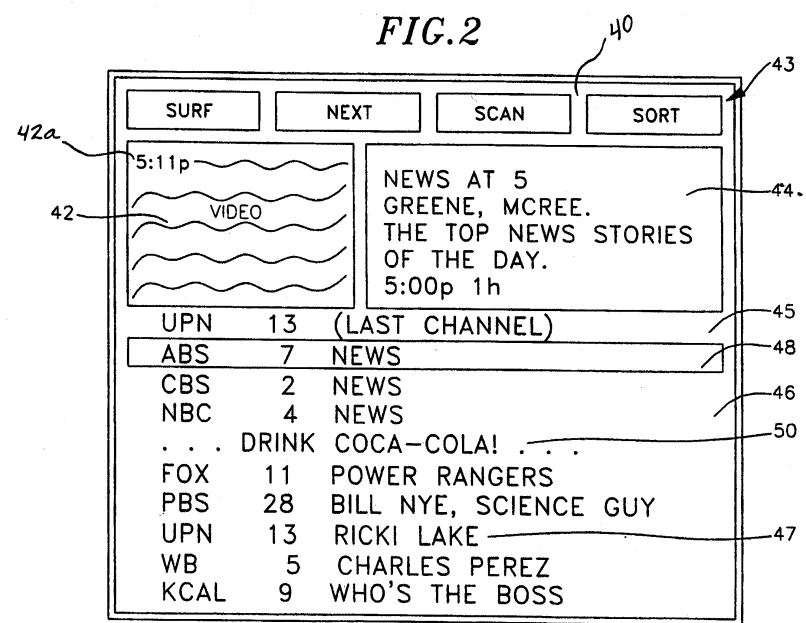 FIG.2
40
43
SURF NEXT SCAN SORT
42a
5:11p
42
VIDEO
NEWS AT 5
GREENE, MCREE.
THE TOP NEWS STORIES
OF THE DAY.
5:00p 1h
44.
UPN 13 (LAST CHANNEL)
45
ABS 7 NEWS
48
CBS 2 NEWS
46
NBC 4 NEWS
. . . DRINK COCA-COLA! . . .
50
FOX 11 POWER RANGERS
PBS 28 BILL NYE, SCIENCE GUY
UPN 13 RICKI LAKE
47
WB 5 CHARLES PEREZ
KCAL 9 WHO'S THE BOSS